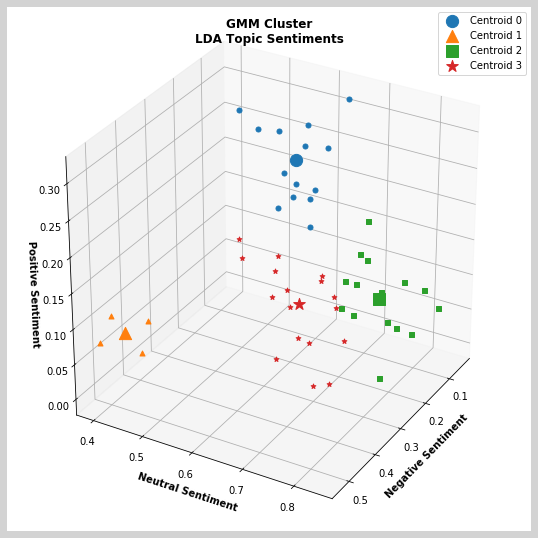 GMM Cluster
LDA Topic Sentiments
Centroid 0
Centroid 1
Centroid 2
Centroid 3
Positive Sentiment
0.30
0.25
0.20
0.15
0.10
0.05
0.00
Neutral Sentiment
0.4
0.5
0.6
0.7
0.8
Negative Sentiment
0.1
0.2
0.3
0.4
0.5